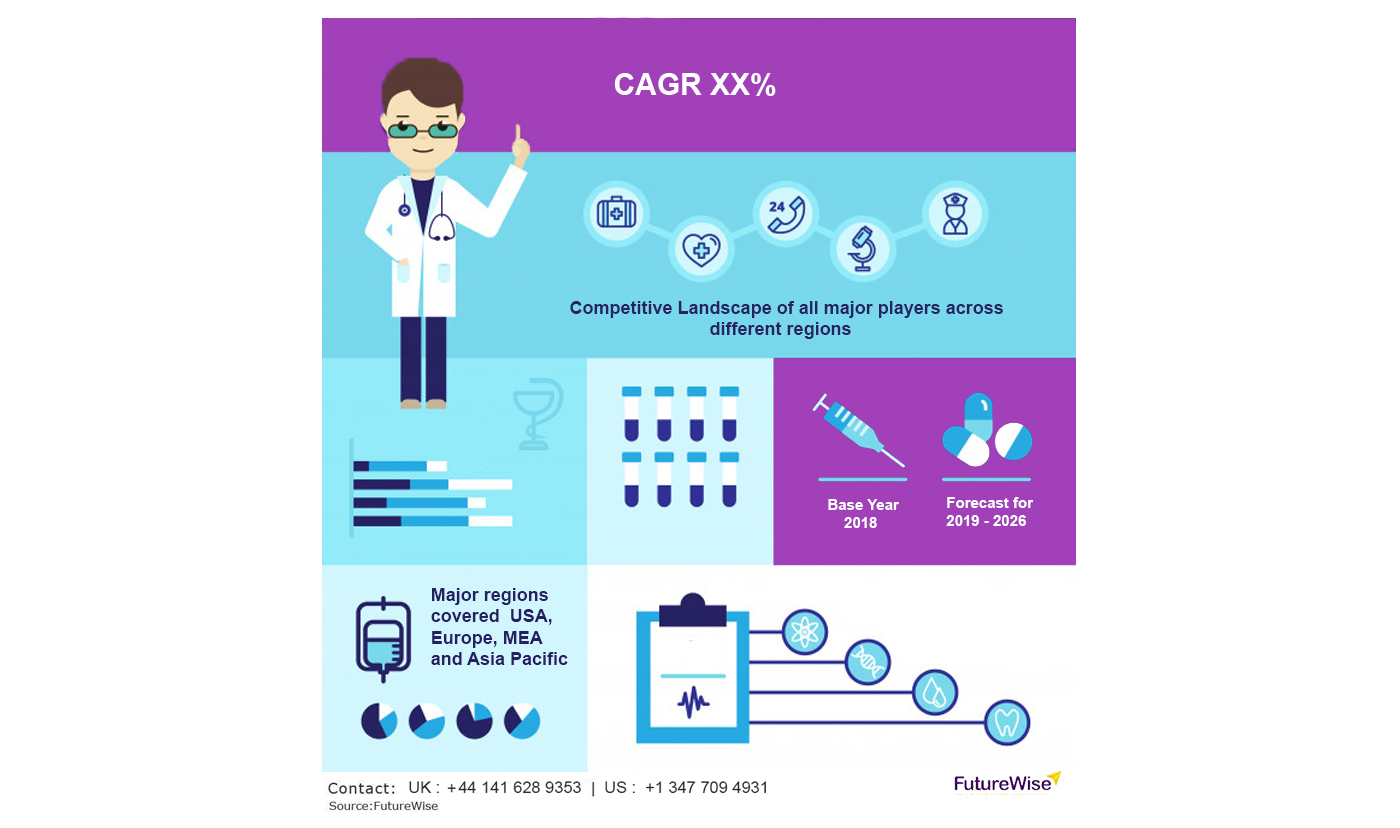 CAGR XX%
24
Competitive Landscape of all major players across
different regions
Base Year
2018
Forecast for
2019 - 2026
Major regions
covered  USA,
Europe, MEA
and Asia Pacific
Contact:  UK :  +44 141 628 9353  |  US :  +1 347 709 4931
Source:FutureWise
FutureWise